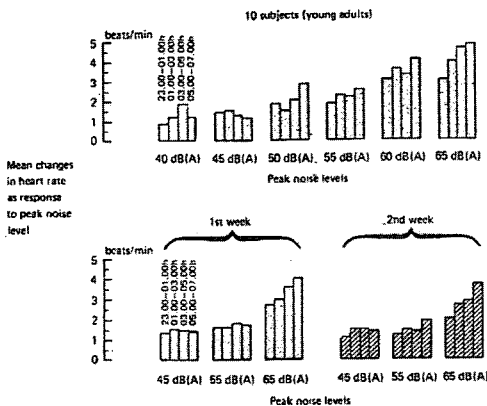 10 subjects (young adults)
beats/min
5
4
3
2
1
0
23.00-01.00h
01.00-03.00h
03.00-05.00h
05.00-07.00h
40 dB(A) 45 dB(A) 50 dB(A) 55 dB(A) 60 dB(A) 65 dB(A)
Peak noise levels
Mean changes
in heart rate
as response
to peak noise
level
1st week 2nd week
beats/min
5
4
3
2
1
0
23.00-01.00h
01.00-03.00h
03.00-05.00h
05.00-07.00h
45 dB(A) 55 dB(A) 65 dB(A) 45 dB(A) 55 dB(A) 65 dB(A)
Peak noise levels